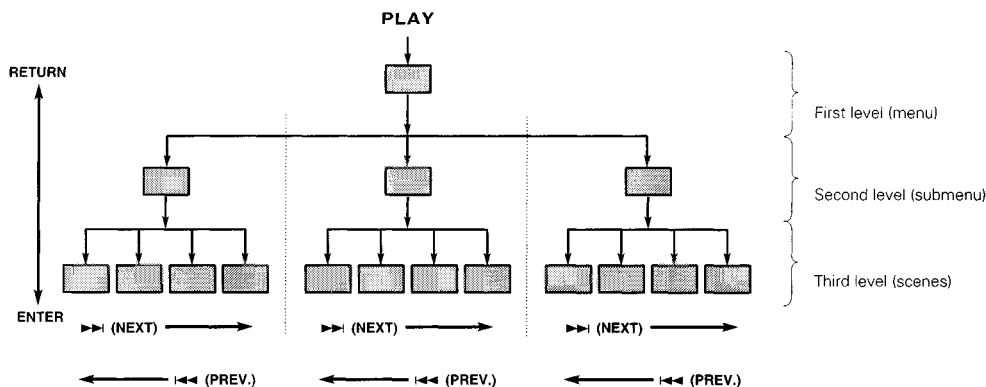 PLAY
RETURN
First level (menu)
Second level (submenu)
Third level (scenes)
ENTER
▶▶| (NEXT) ▶▶| (NEXT) ▶▶| (NEXT)
|◀◀ (PREV.) |◀◀ (PREV.) |◀◀ (PREV.)